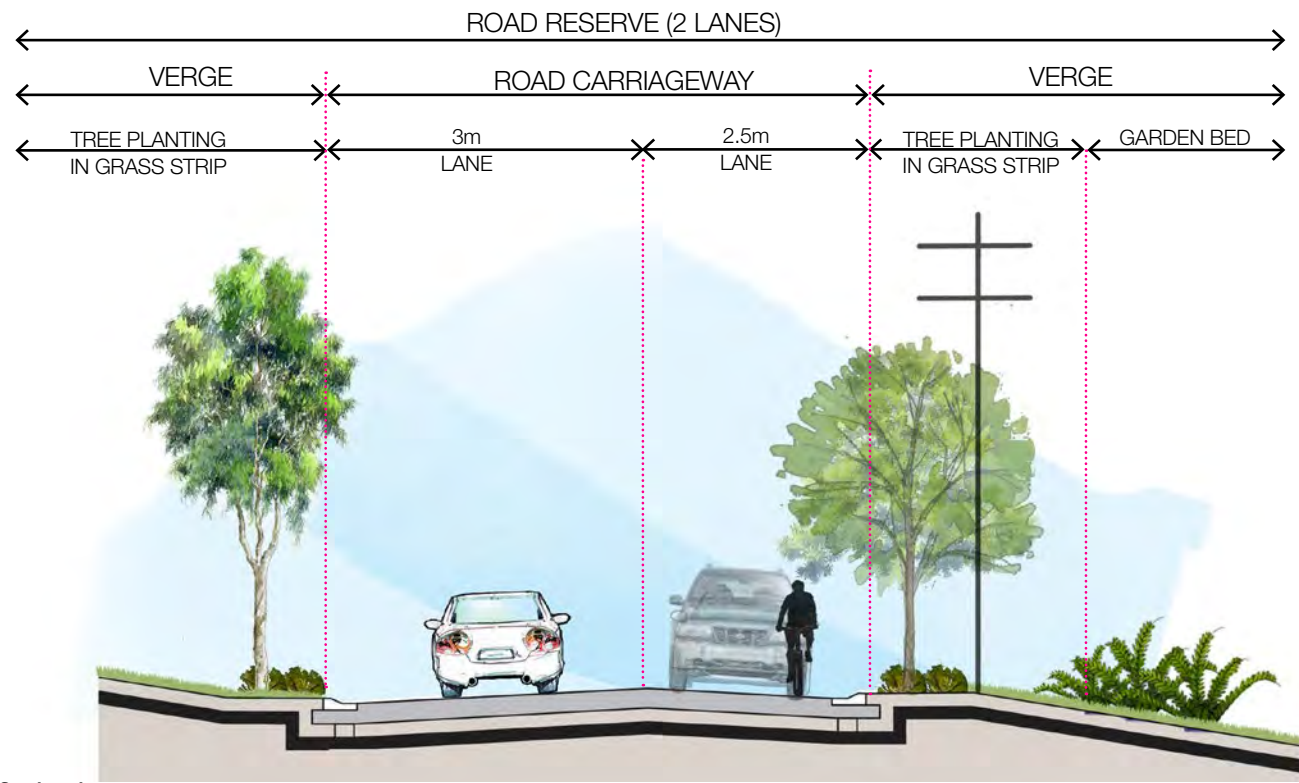 ROAD RESERVE (2 LANES)
VERGE
ROAD CARRIAGEWAY
VERGE
TREE PLANTING
IN GRASS STRIP
3m
LANE
2.5m
LANE
TREE PLANTING
IN GRASS STRIP
GARDEN BED